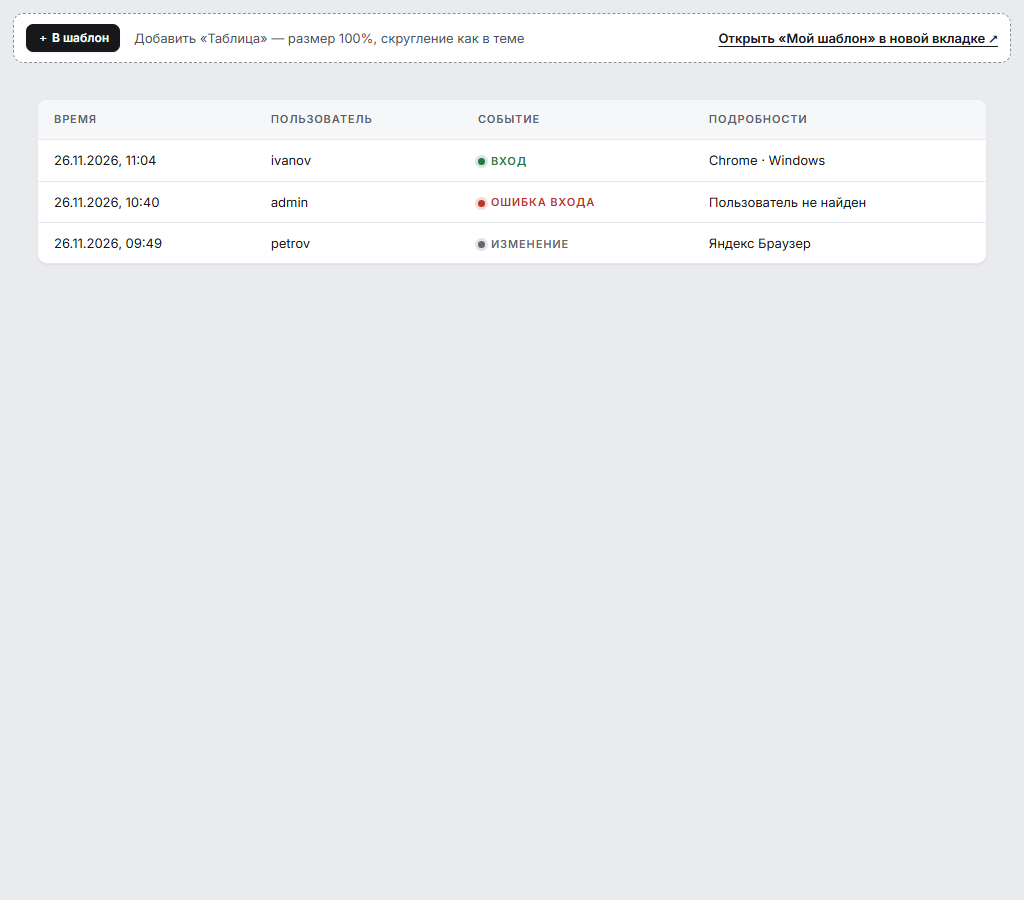 + В шаблон Добавить «Таблица» — размер 100%, скругление как в теме Открыть «Мой шаблон» в новой вкладке ↗
ВРЕМЯ ПОЛЬЗОВАТЕЛЬ СОБЫТИЕ ПОДРОБНОСТИ
26.11.2026, 11:04 ivanov ВХОД Chrome · Windows
26.11.2026, 10:40 admin ОШИБКА ВХОДА Пользователь не найден
26.11.2026, 09:49 petrov ИЗМЕНЕНИЕ Яндекс Браузер